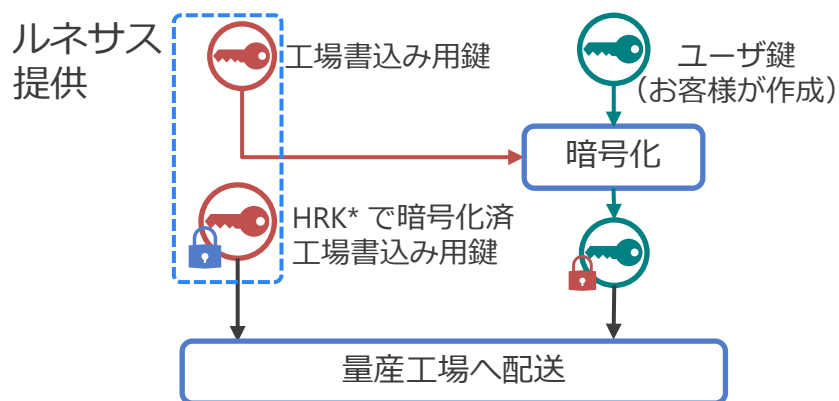 ルネサス
提供
工場書込み用鍵
ユーザ鍵
（お客様が作成）
暗号化
HRK* で暗号化済
工場書込み用鍵
量産工場へ配送